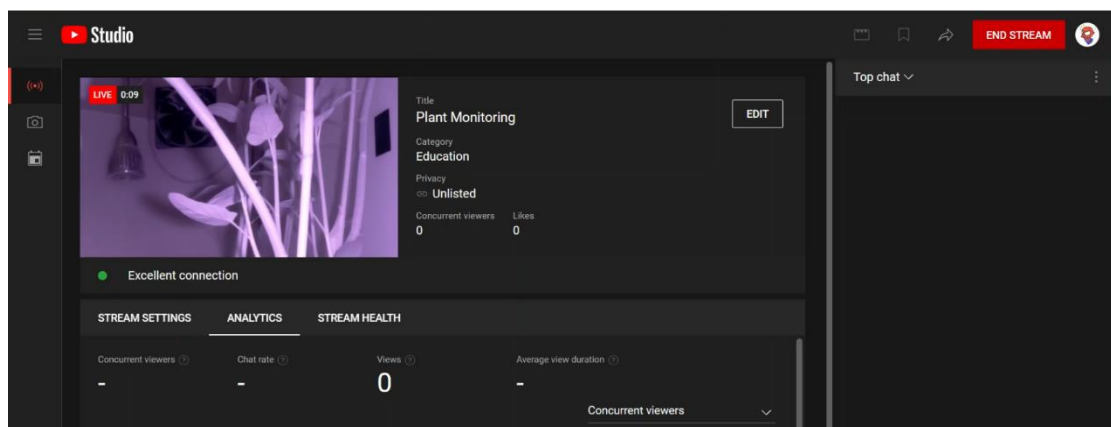 Studio
END STREAM
LIVE 0:09
Title
Plant Monitoring
EDIT
Category
Education
Privacy
Unlisted
Concurrent viewers Likes
0 0
Excellent connection
STREAM SETTINGS ANALYTICS STREAM HEALTH
Concurrent viewers Chat rate Views Average view duration
- - 0 -
Concurrent viewers
Top chat